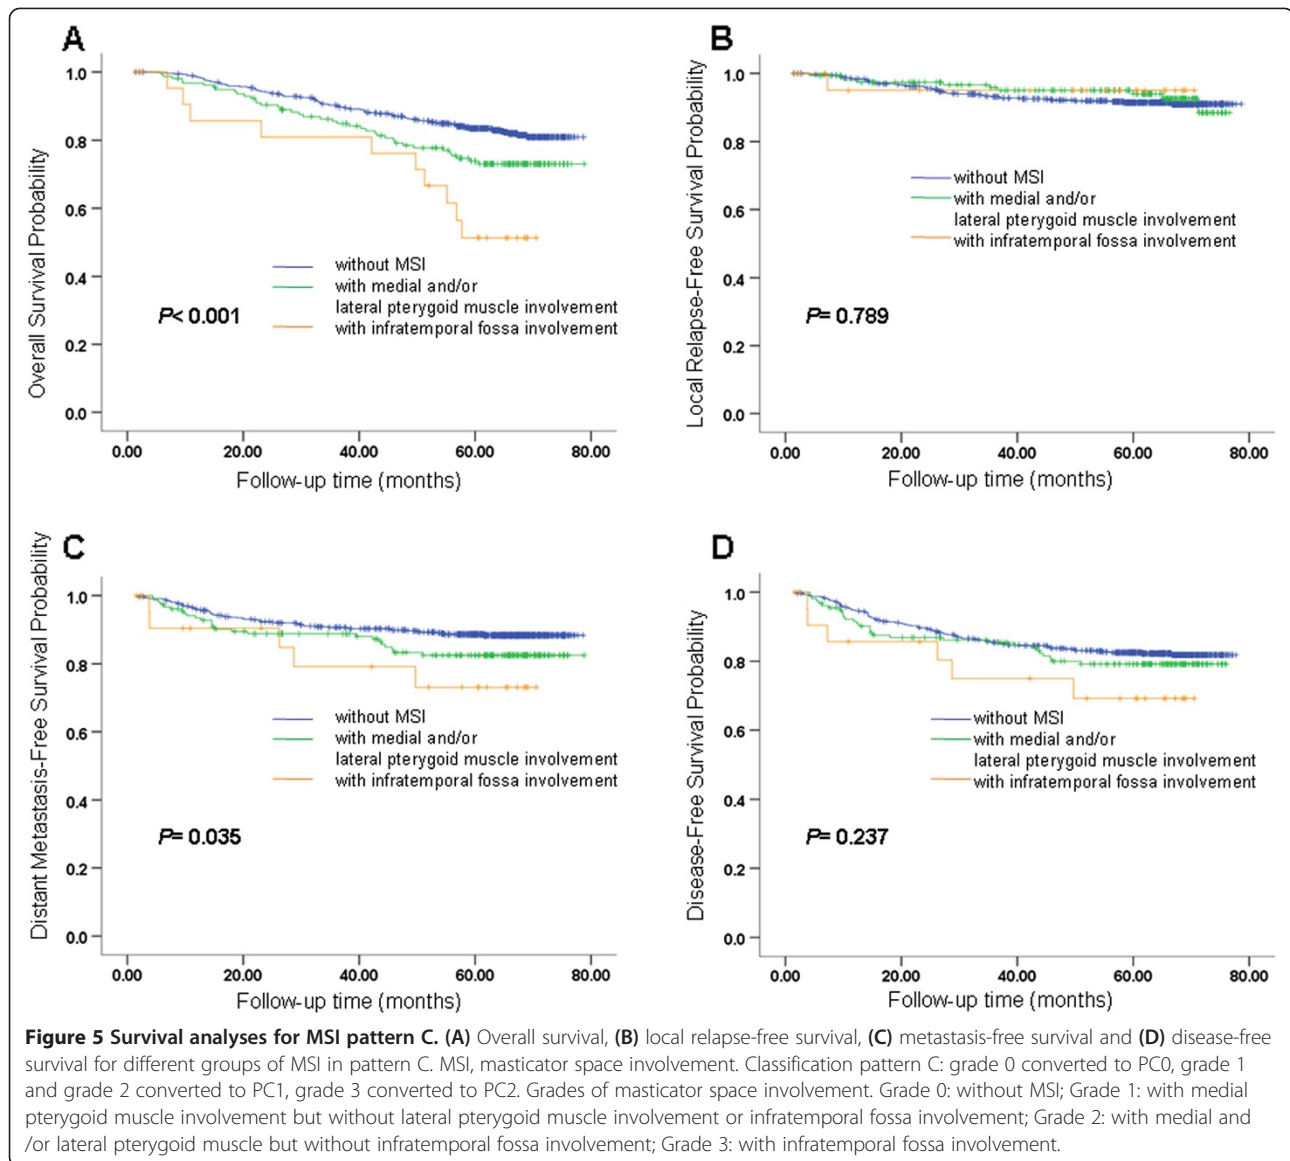 A
Overall Survival Probability
1.0
0.8
0.6
0.4
0.2
0.0
without MSI
with medial and/or
lateral pterygoid muscle involvement
with infratemporal fossa involvement
P< 0.001
0.00 20.00 40.00 60.00 80.00
Follow-up time (months)
B
Local Relapse-Free Survival Probability
1.0
0.8
0.6
0.4
0.2
0.0
without MSI
with medial and/or
lateral pterygoid muscle involvement
with infratemporal fossa involvement
P= 0.789
0.00 20.00 40.00 60.00 80.00
Follow-up time (months)
C
Distant Metastasis-Free Survival Probability
1.0
0.8
0.6
0.4
0.2
0.0
without MSI
with medial and/or
lateral pterygoid muscle involvement
with infratemporal fossa involvement
P= 0.035
0.00 20.00 40.00 60.00 80.00
Follow-up time (months)
D
Disease-Free Survival Probability
1.0
0.8
0.6
0.4
0.2
0.0
without MSI
with medial and/or
lateral pterygoid muscle involvement
with infratemporal fossa involvement
P= 0.237
0.00 20.00 40.00 60.00 80.00
Follow-up time (months)
Figure 5 Survival analyses for MSI pattern C. (A) Overall survival, (B) local relapse-free survival, (C) metastasis-free survival and (D) disease-free
survival for different groups of MSI in pattern C. MSI, masticator space involvement. Classification pattern C: grade 0 converted to PC0, grade 1
and grade 2 converted to PC1, grade 3 converted to PC2. Grades of masticator space involvement. Grade 0: without MSI; Grade 1: with medial
pterygoid muscle involvement but without lateral pterygoid muscle involvement or infratemporal fossa involvement; Grade 2: with medial and
/or lateral pterygoid muscle but without infratemporal fossa involvement; Grade 3: with infratemporal fossa involvement.